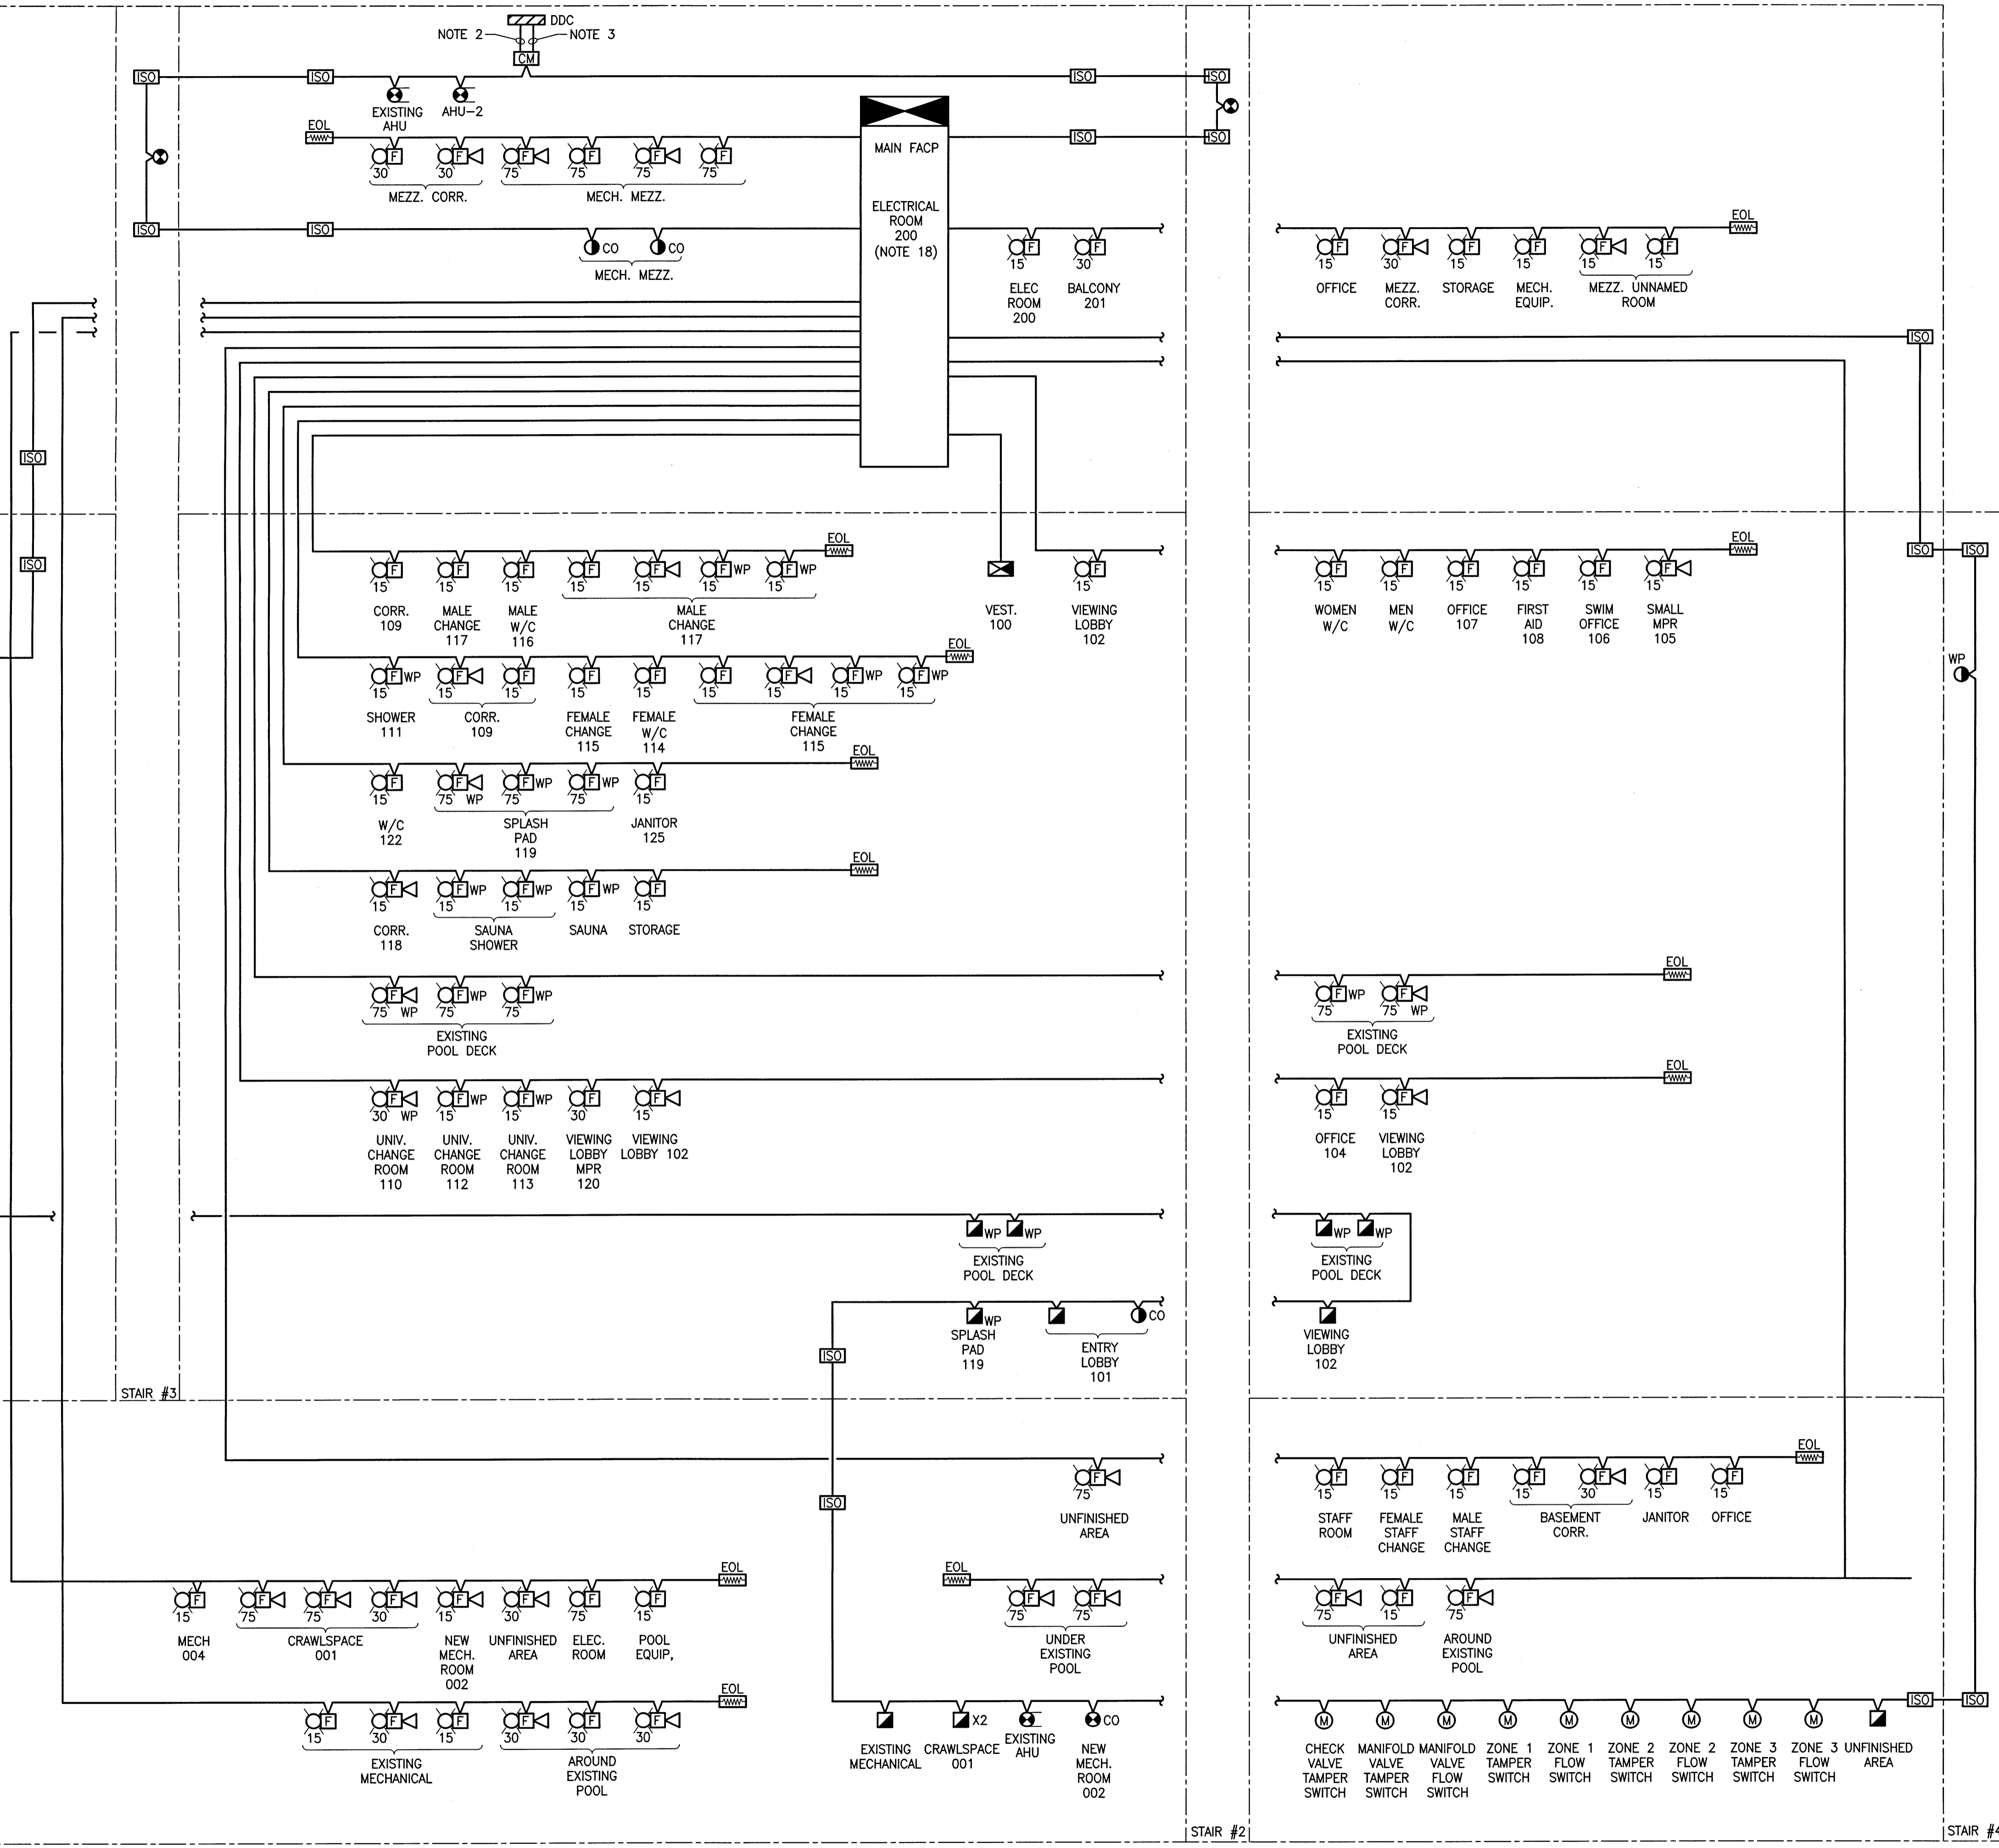 DDC
NOTE 2 NOTE 3
CM
ISO ISO ISO ISO
EXISTING
AHU
AHU-2
EOL
F F F F F F
30 30 75 75 75 75
MEZZ. CORR. MECH. MEZZ.
ISO ISO
MAIN FACP
ELECTRICAL
ROOM
200
(NOTE 18)
ISO ISO
CO CO
MECH. MEZZ.
F F
15 30
ELEC
ROOM
200
BALCONY
201
EOL
F F F F F F
15 30 15 15 15 15
OFFICE
MEZZ.
CORR.
STORAGE
MECH.
EQUIP.
MEZZ. UNNAMED
ROOM
ISO
ISO
ISO
EOL
F F F F F F WP F WP
15 15 15 15 15 15 15
CORR.
109
MALE
CHANGE
117
MALE
W/C
116
MALE
CHANGE
117
VEST.
100
F
15
VIEWING
LOBBY
102
EOL
F F F F F F
15 15 15 15 15 15
WOMEN
W/C
MEN
W/C
OFFICE
107
FIRST
AID
108
SWIM
OFFICE
106
SMALL
MPR
105
ISO ISO
WP
EOL
F WP F F F F F F F WP F WP
15 15 15 15 15 15 15 15 15
SHOWER
111
CORR.
109
FEMALE
CHANGE
115
FEMALE
W/C
114
FEMALE
CHANGE
115
EOL
F F F WP F WP F
15 75 WP 75 75 15
W/C
122
SPLASH
PAD
119
JANITOR
125
EOL
F F WP F WP F WP F
15 15 15 15 15
CORR.
118
SAUNA
SHOWER
SAUNA
STORAGE
F F WP F WP
75 WP 75 75
EXISTING
POOL DECK
EOL
F WP F
75 75 WP
EXISTING
POOL DECK
F F WP F WP F F
30 WP 15 15 30 15
UNIV.
CHANGE
ROOM
110
UNIV.
CHANGE
ROOM
112
UNIV.
CHANGE
ROOM
113
VIEWING
LOBBY
MPR
120
VIEWING
LOBBY 102
EOL
F F
15 15
OFFICE
104
VIEWING
LOBBY
102
WP WP
EXISTING
POOL DECK
WP WP
EXISTING
POOL DECK
WP CO
SPLASH
PAD
119
ENTRY
LOBBY
101
VIEWING
LOBBY
102
ISO
STAIR #3
F
75
UNFINISHED
AREA
EOL
F F F F F F F
15 15 15 15 30 15 15
STAFF
ROOM
FEMALE
STAFF
CHANGE
MALE
STAFF
CHANGE
BASEMENT
CORR.
JANITOR
OFFICE
ISO
EOL
F F F F F F F F
15 75 75 30 15 30 75 15
MECH
004
CRAWLSPACE
001
NEW
MECH.
ROOM
002
UNFINISHED
AREA
ELEC.
ROOM
POOL
EQUIP,
EOL
F F
75 75
UNDER
EXISTING
POOL
F F F
75 15 75
UNFINISHED
AREA
AROUND
EXISTING
POOL
EOL
F F F F F F
15 30 15 30 30 30
EXISTING
MECHANICAL
AROUND
EXISTING
POOL
X2 CO
EXISTING
MECHANICAL
CRAWLSPACE
001
EXISTING
AHU
NEW
MECH.
ROOM
002
ISO ISO
M M M M M M M M M
CHECK
VALVE
TAMPER
SWITCH
MANIFOLD
VALVE
TAMPER
SWITCH
MANIFOLD
VALVE
FLOW
SWITCH
ZONE 1
TAMPER
SWITCH
ZONE 1
FLOW
SWITCH
ZONE 2
TAMPER
SWITCH
ZONE 2
FLOW
SWITCH
ZONE 3
TAMPER
SWITCH
ZONE 3
FLOW
SWITCH
UNFINISHED
AREA
STAIR #2
STAIR #4